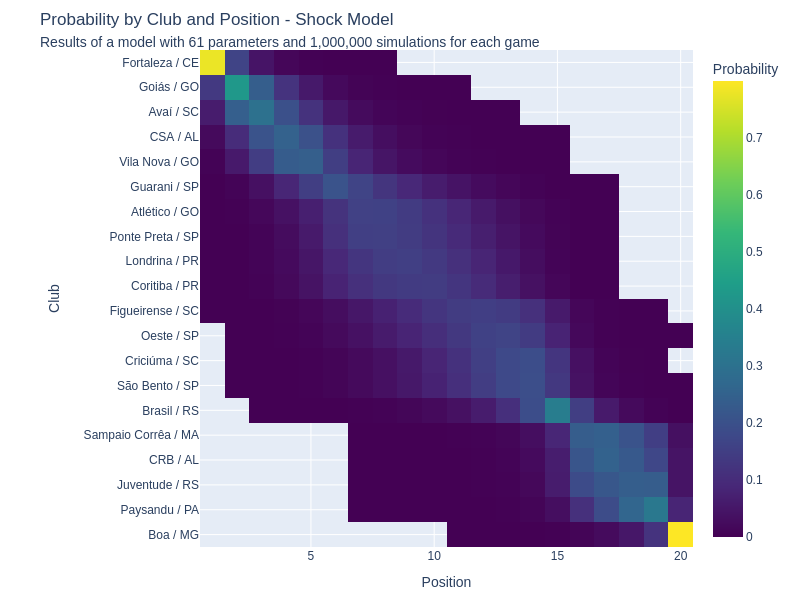 Probability by Club and Position - Shock Model
Results of a model with 61 parameters and 1,000,000 simulations for each game
Probability
Fortaleza / CE
Goiás / GO
Avaí / SC
CSA / AL
Vila Nova / GO
Guarani / SP
Atlético / GO
Ponte Preta / SP
Londrina / PR
Coritiba / PR
Figueirense / SC
Oeste / SP
Criciúma / SC
São Bento / SP
Brasil / RS
Sampaio Corrêa / MA
CRB / AL
Juventude / RS
Paysandu / PA
Boa / MG
Club
5
10
15
20
Position
0.7
0.6
0.5
0.4
0.3
0.2
0.1
0